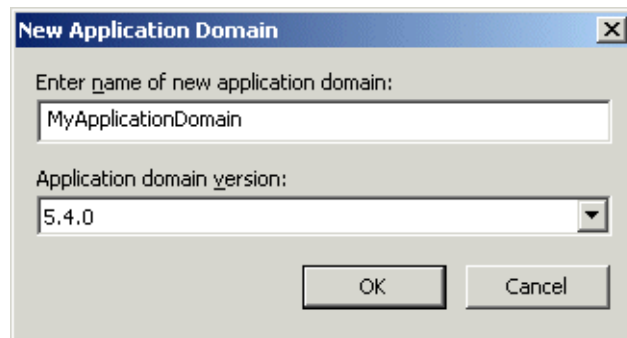 New Application Domain
Enter name of new application domain:
MyApplicationDomain
Application domain version:
5.4.0
OK Cancel